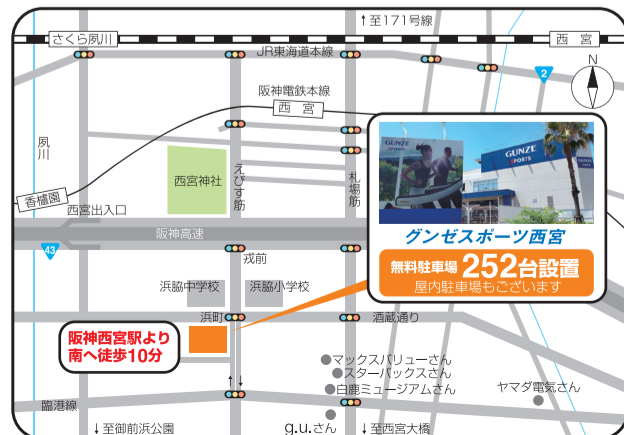 ↑至171号線
さくら夙川
西 宮
JR東海道本線
2
N
阪神電鉄本線
西 宮
夙川
香櫨園
西宮神社
えびす筋
札場筋
GUNZE
SPORTS
GUNZE
SPORTS
GUNZE
グンゼスポーツ西宮
無料駐車場 252台設置
屋内駐車場もございます
西宮出入口
阪神高速
43
戎前
浜脇中学校
浜脇小学校
浜町
酒蔵通り
阪神西宮駅より
南へ徒歩10分
マックスバリューさん
スターバックスさん
白鹿ミュージアムさん
ヤマダ電気さん
臨港線
↑↓
↓至御前浜公園
g.u.さん
↓至西宮大橋